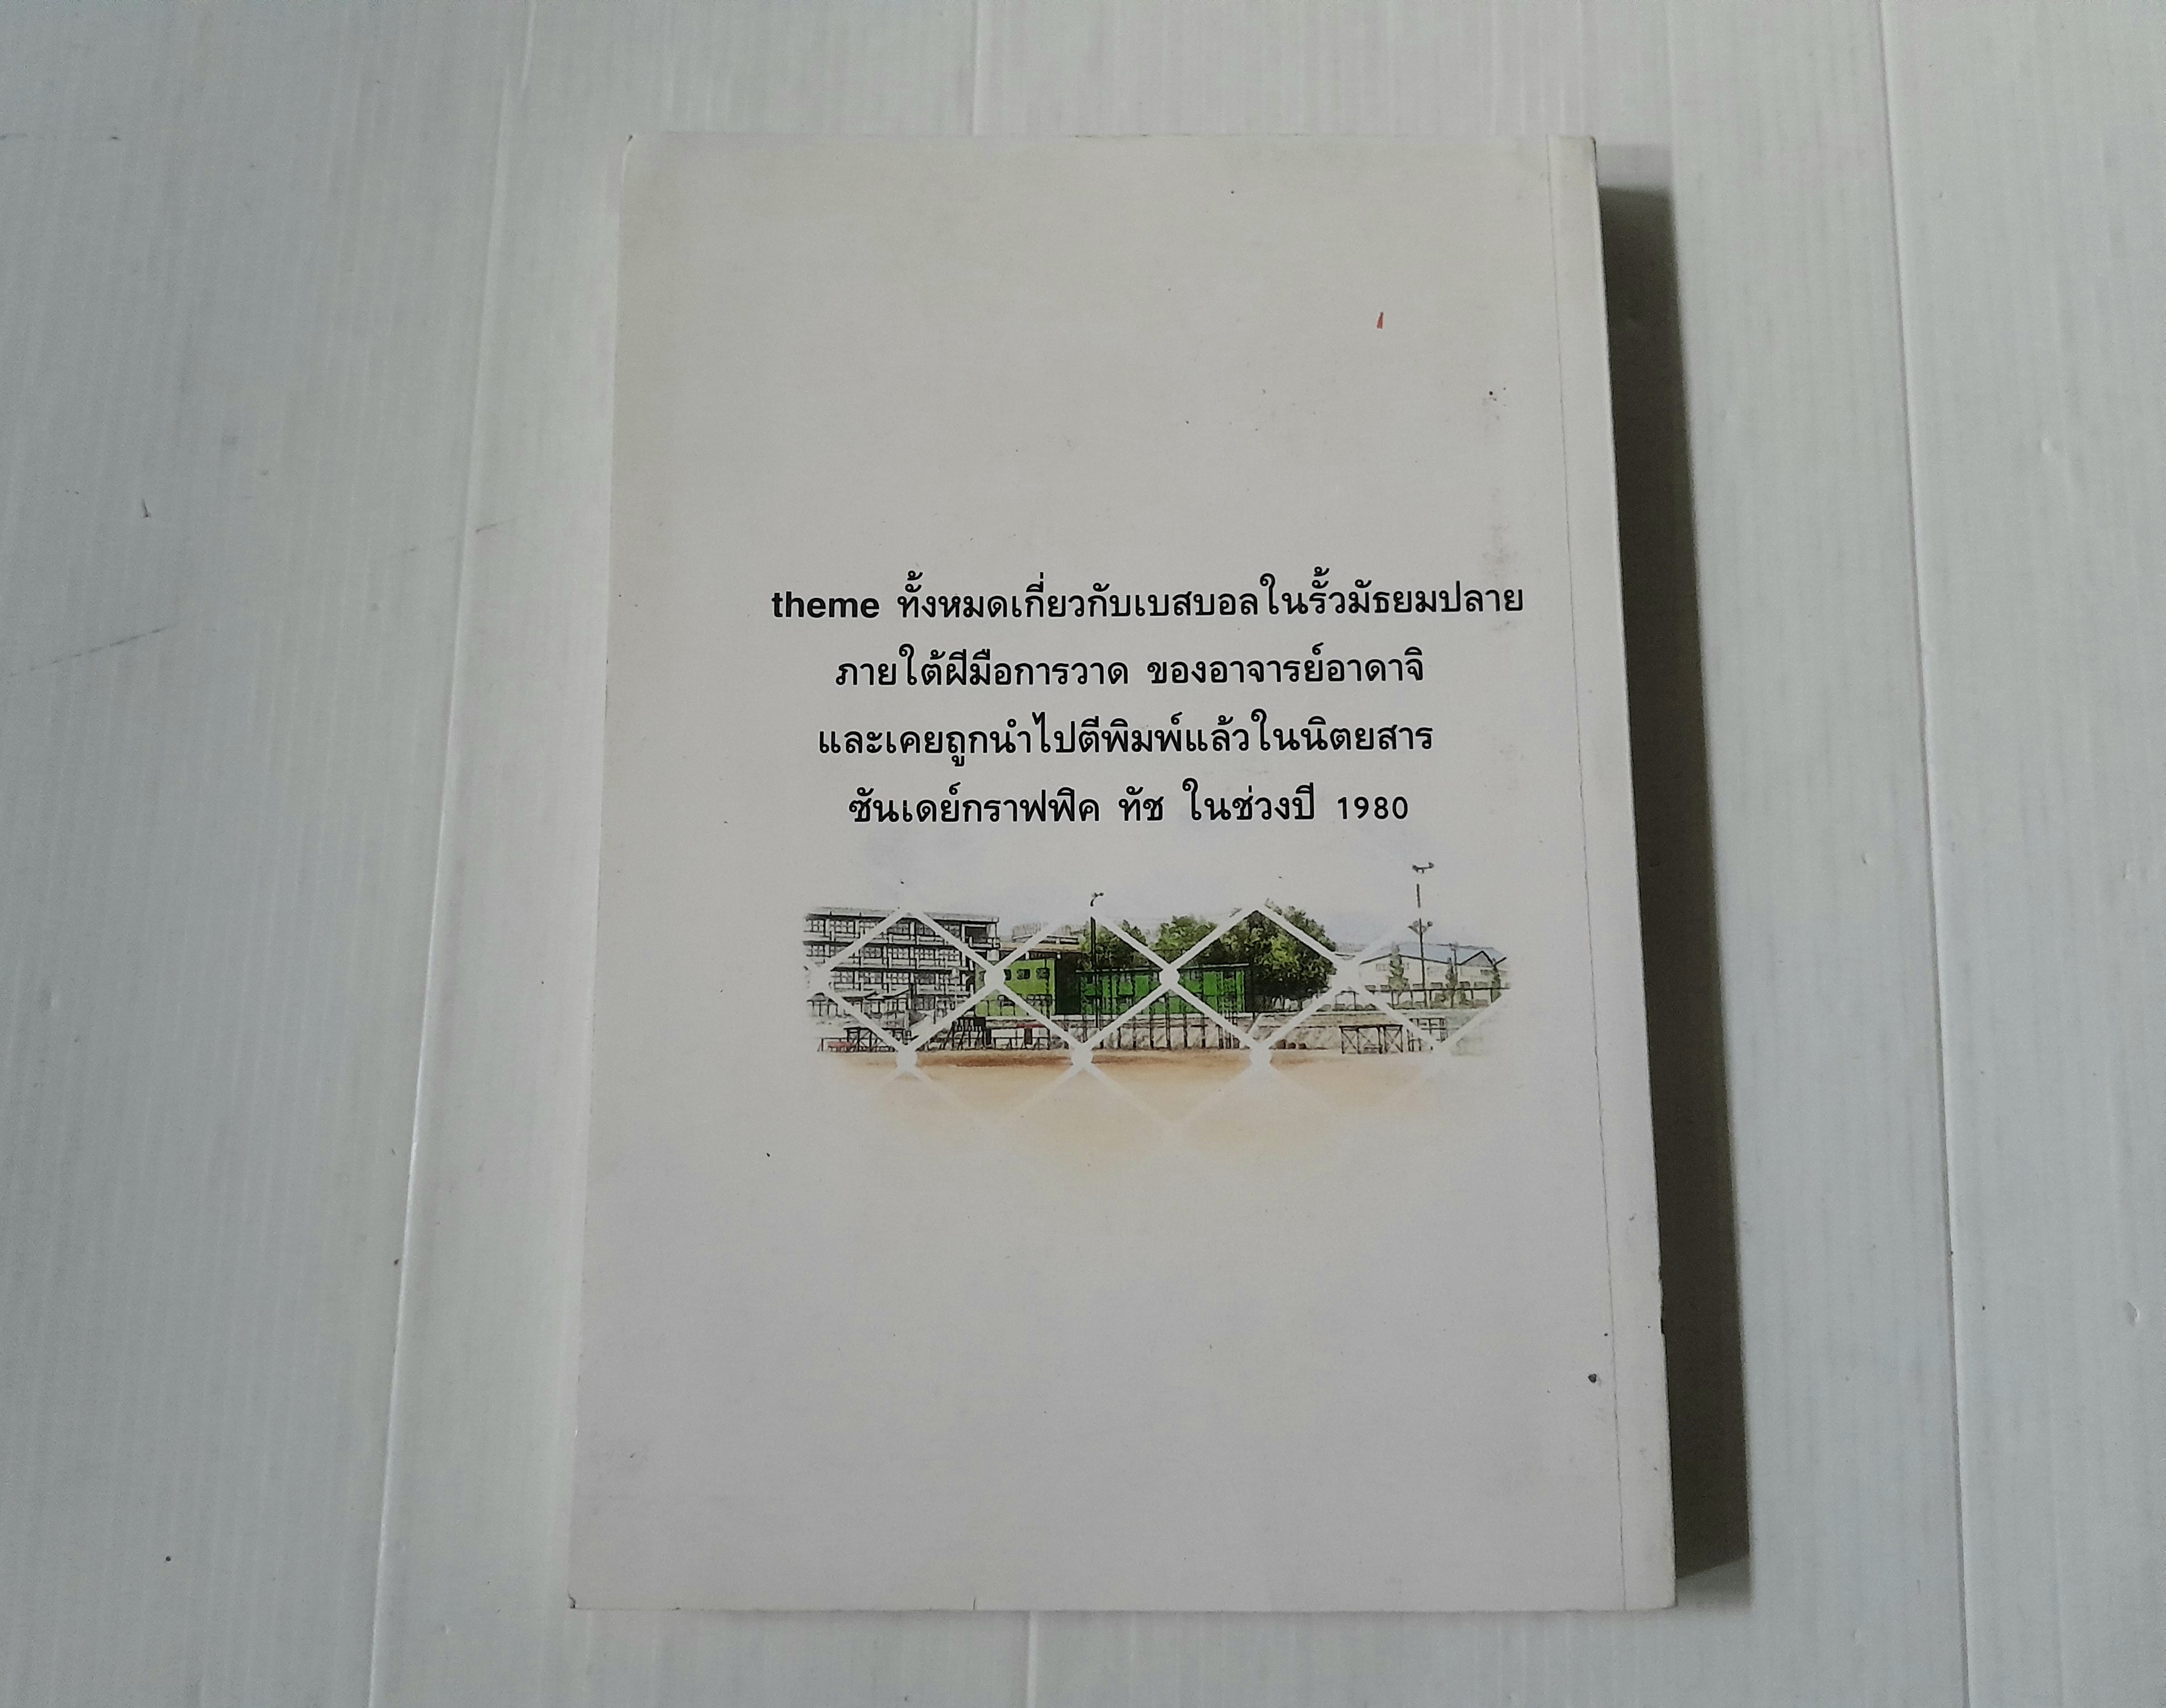 theme ทั้งหมดเกี่ยวกับเบสบอลในรั้วมัธยมปลาย
ภายใต้ฝีมือการวาด ของอาจารย์อาดาจิ
และเคยถูกนำไปตีพิมพ์แล้วในนิตยสาร
ซันเดย์กราฟฟิค ทัช ในช่วงปี 1980